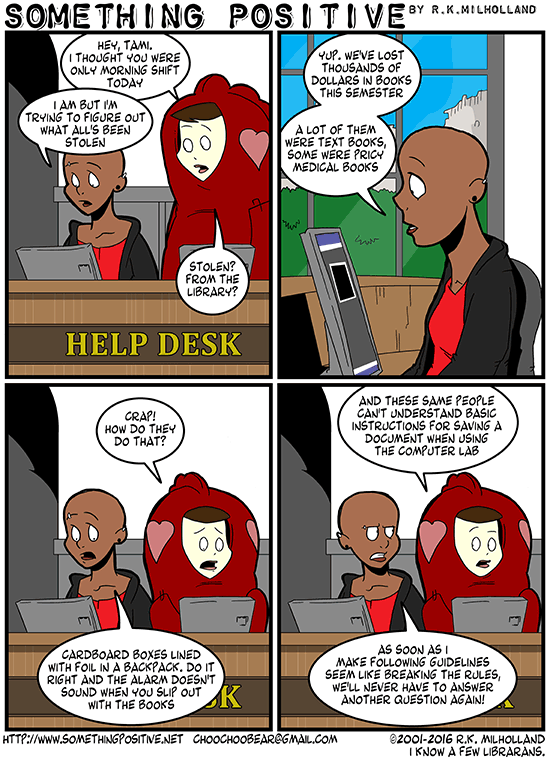 SOMETHING POSITIVE BY R.K.MILHOLLAND
HEY, TAMI.
I THOUGHT YOU WERE
ONLY MORNING SHIFT
TODAY
I AM BUT I'M
TRYING TO FIGURE OUT
WHAT ALL'S BEEN
STOLEN
STOLEN?
FROM THE
LIBRARY?
HELP DESK
YUP. WE'VE LOST
THOUSANDS OF
DOLLARS IN BOOKS
THIS SEMESTER
A LOT OF THEM
WERE TEXT BOOKS,
SOME WERE PRICY
MEDICAL BOOKS
CRAP!
HOW DO THEY
DO THAT?
CARDBOARD BOXES LINED
WITH FOIL IN A BACKPACK. DO IT
RIGHT AND THE ALARM DOESN'T
SOUND WHEN YOU SLIP OUT
WITH THE BOOKS
K
AND THESE SAME PEOPLE
CAN'T UNDERSTAND BASIC
INSTRUCTIONS FOR SAVING A
DOCUMENT WHEN USING
THE COMPUTER LAB
AS SOON AS I
MAKE FOLLOWING GUIDELINES
SEEM LIKE BREAKING THE RULES,
WE'LL NEVER HAVE TO ANSWER
ANOTHER QUESTION AGAIN!
HTTP://WWW.SOMETHINGPOSITIVE.NET CHOOCHOOBEAR@GMAIL.COM ©2001-2016 R.K. MILHOLLAND
I KNOW A FEW LIBRARANS.